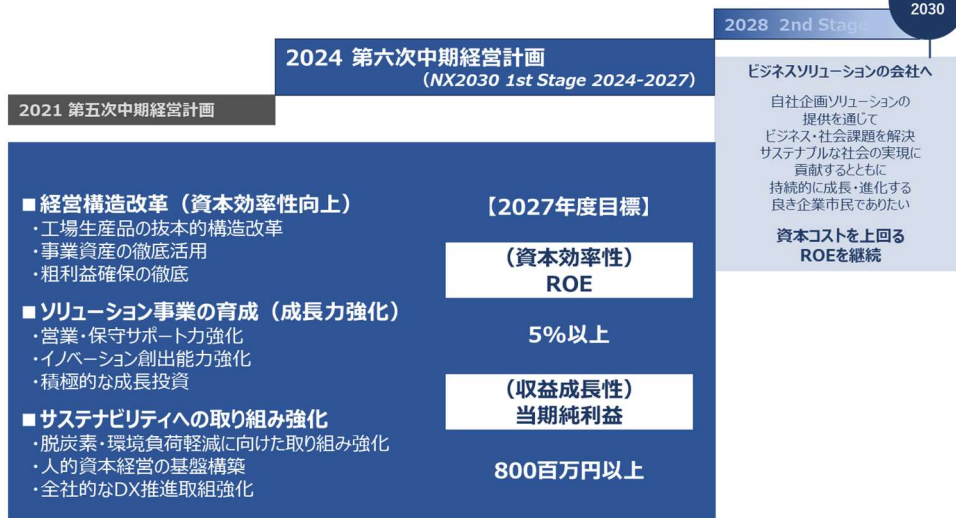 2030
2028 2nd Stage
2024 第六次中期経営計画
（NX2030 1st Stage 2024-2027）
2021 第五次中期経営計画
ビジネスソリューションの会社へ
自社企画ソリューションの
提供を通じて
ビジネス・社会課題を解決
サステナブルな社会の実現に
貢献するとともに
持続的に成長・進化する
良き企業市民でありたい
資本コストを上回る
ROEを継続
■経営構造改革（資本効率性向上）
・工場生産品の抜本的構造改革
・事業資産の徹底活用
・粗利益確保の徹底
■ソリューション事業の育成（成長力強化）
・営業・保守サポート力強化
・イノベーション創出能力強化
・積極的な成長投資
■サステナビリティへの取り組み強化
・脱炭素・環境負荷軽減に向けた取り組み強化
・人的資本経営の基盤構築
・全社的なDX推進取組強化
【2027年度目標】
（資本効率性）
ROE
5%以上
（収益成長性）
当期純利益
800百万円以上